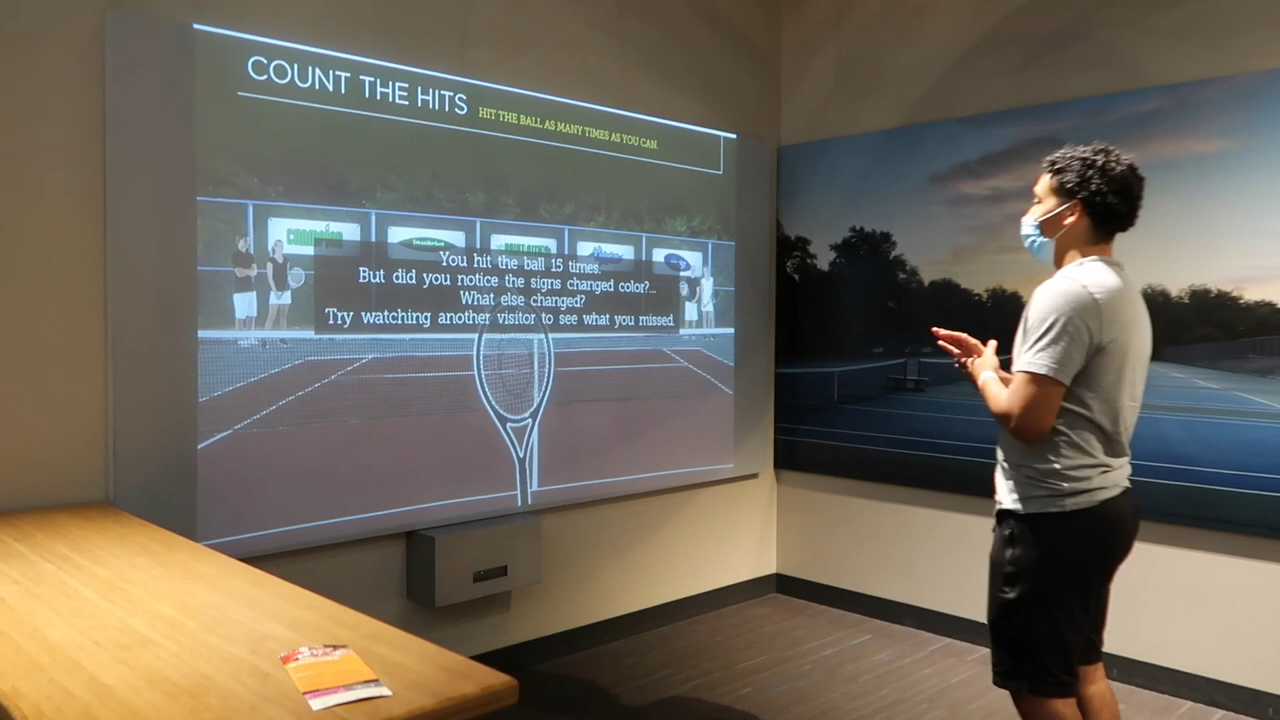 COUNT THE HITS HIT THE BALL AS MANY TIMES AS YOU CAN.
You hit the ball 15 times.
But did you notice the signs changed color?...
What else changed?
Try watching another visitor to see what you missed.